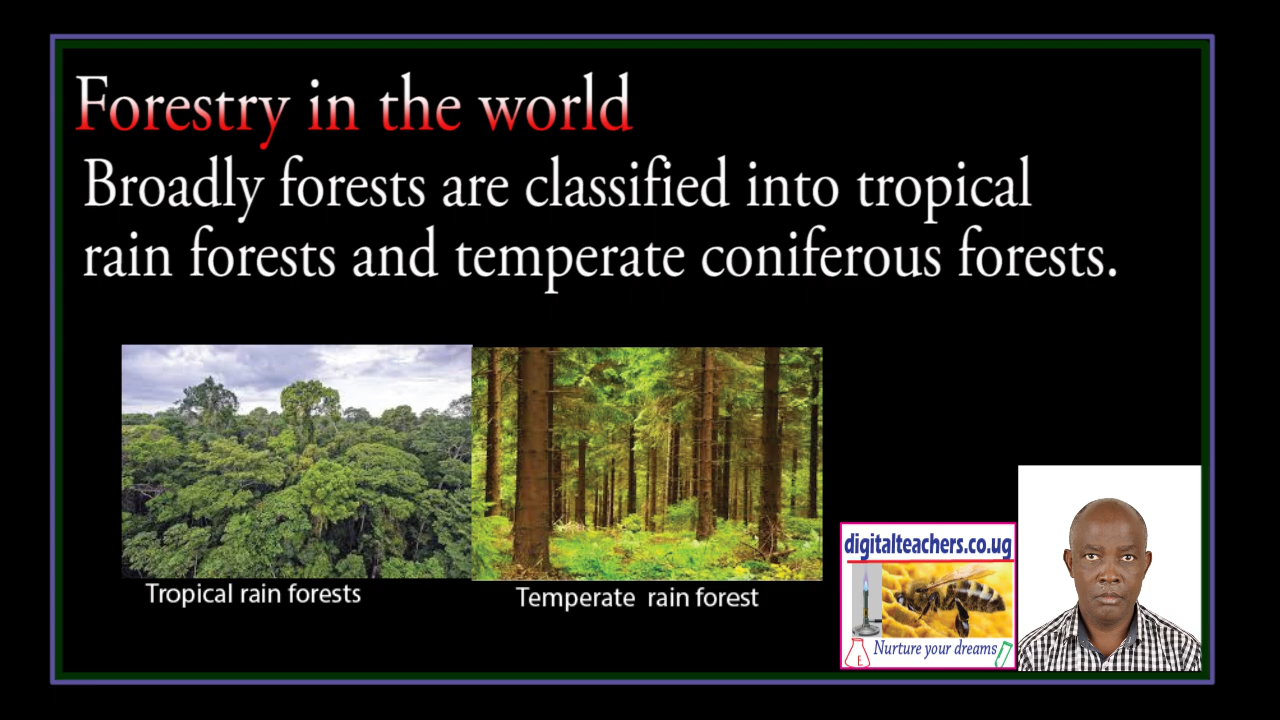 Forestry in the world
Broadly forests are classified into tropical
rain forests and temperate coniferous forests.
Tropical rain forests
Temperate rain forest
digitalteachers.co.ug
Nurture your dreams
E